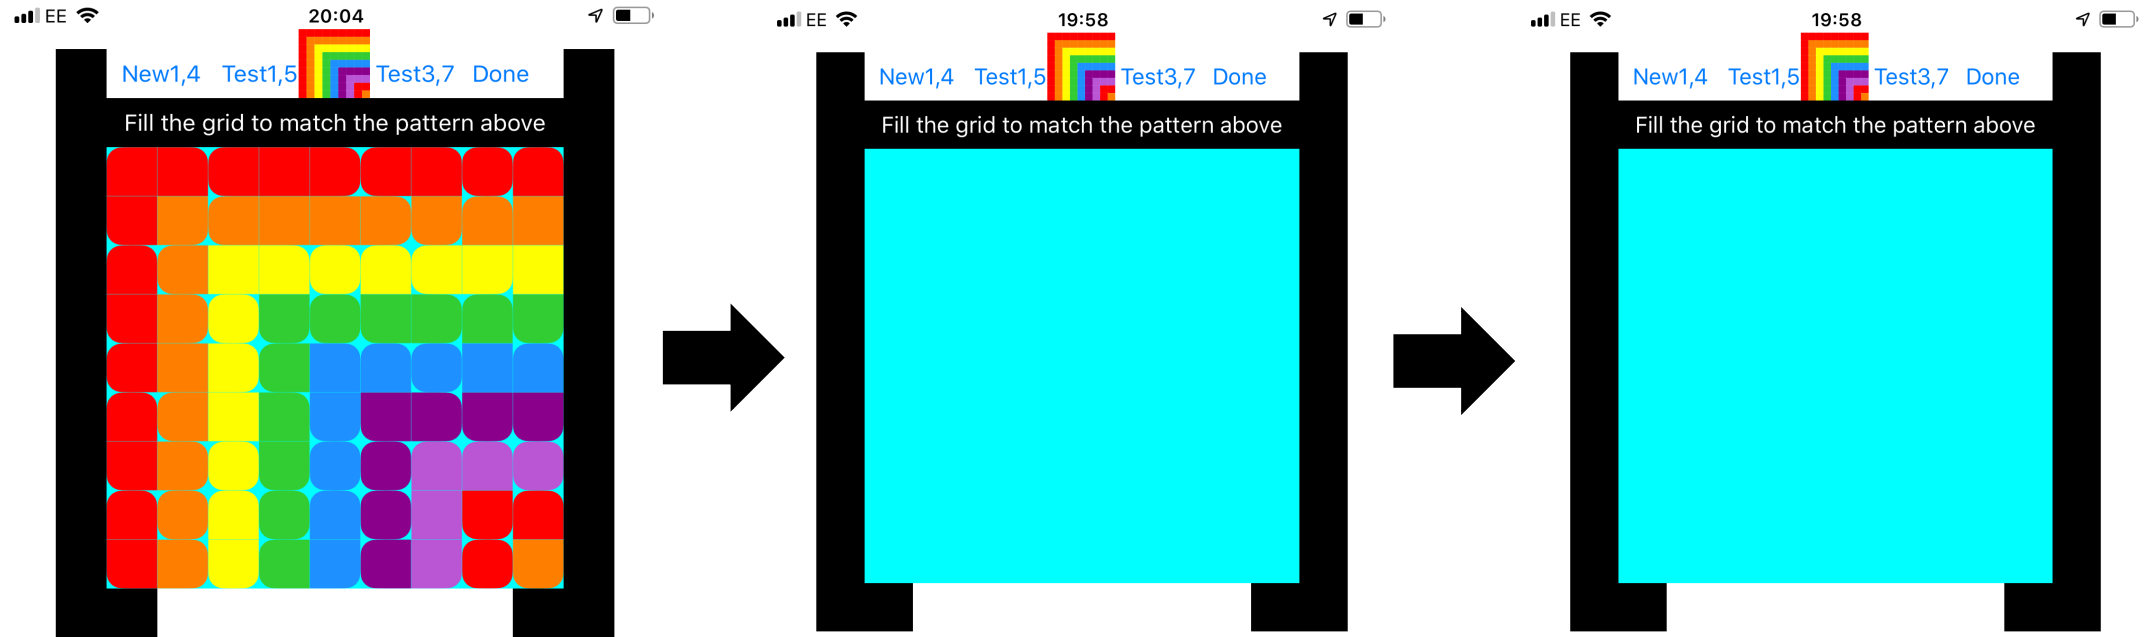 EE 20:04
New1,4 Test1,5 Test3,7 Done
Fill the grid to match the pattern above
EE 19:58
New1,4 Test1,5 Test3,7 Done
Fill the grid to match the pattern above
EE 19:58
New1,4 Test1,5 Test3,7 Done
Fill the grid to match the pattern above